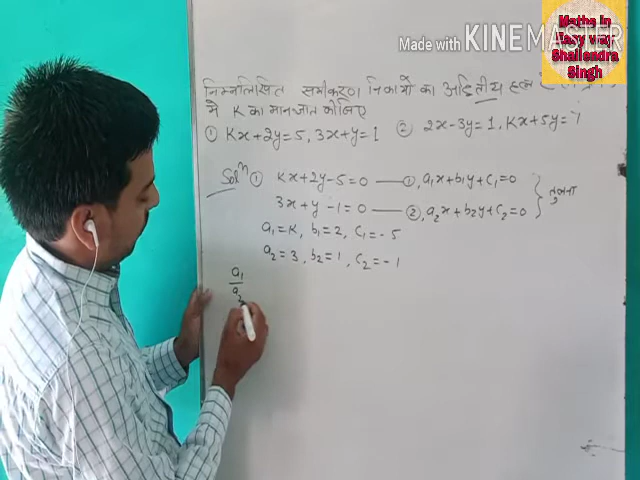 Maths in
Easy way
Shailendra
Singh
Made with KINEMASTER
निम्नलिखित समीकरण निकायों का अद्वितीय हल
में K का मान ज्ञात कीजिए
① Kx+2y=5, 3x+y=1 ② 2x-3y=1, Kx+5y=7
Solⁿ ① Kx+2y-5=0 —— ①, a₁x+b₁y+c₁=0
3x+y-1=0 —— ②, a₂x+b₂y+c₂=0 } तुलना
a₁=K, b₁=2, c₁=-5
a₂=3, b₂=1, c₂=-1
a₁
a₂